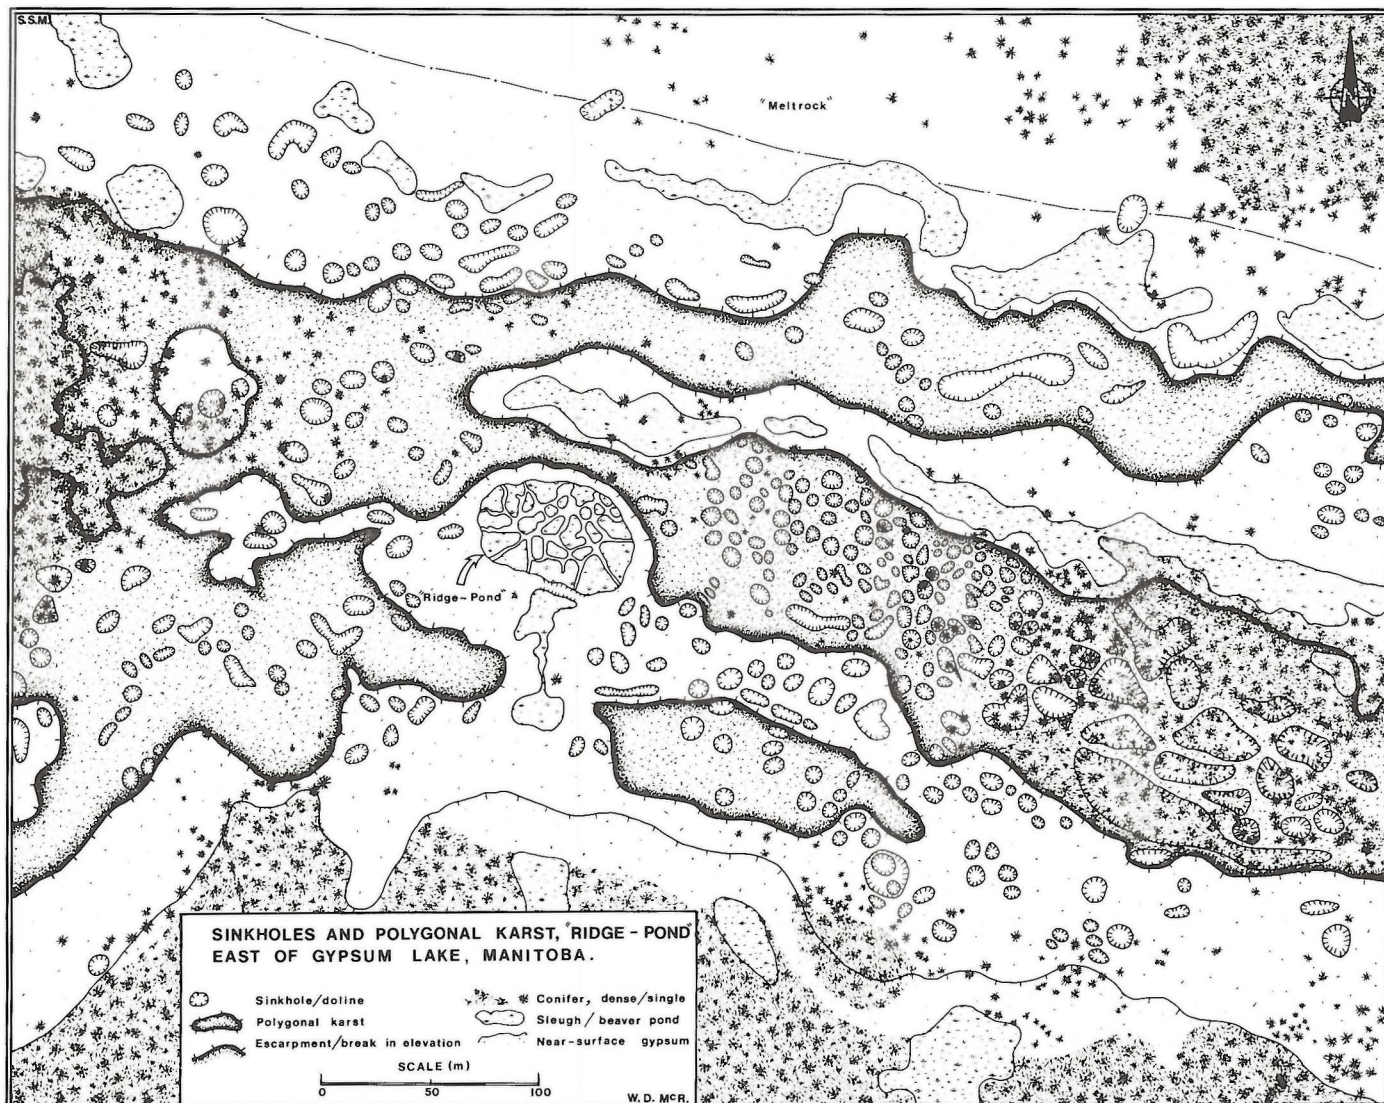 S.S.M.
"Meltrock"
N
"Ridge-Pond"
SINKHOLES AND POLYGONAL KARST, "RIDGE - POND"
EAST OF GYPSUM LAKE, MANITOBA.
Sinkhole/doline
Polygonal karst
Escarpment/break in elevation
Conifer, dense/single
Sleugh/beaver pond
Near-surface gypsum
SCALE (m)
0 50 100
W. D. McR.